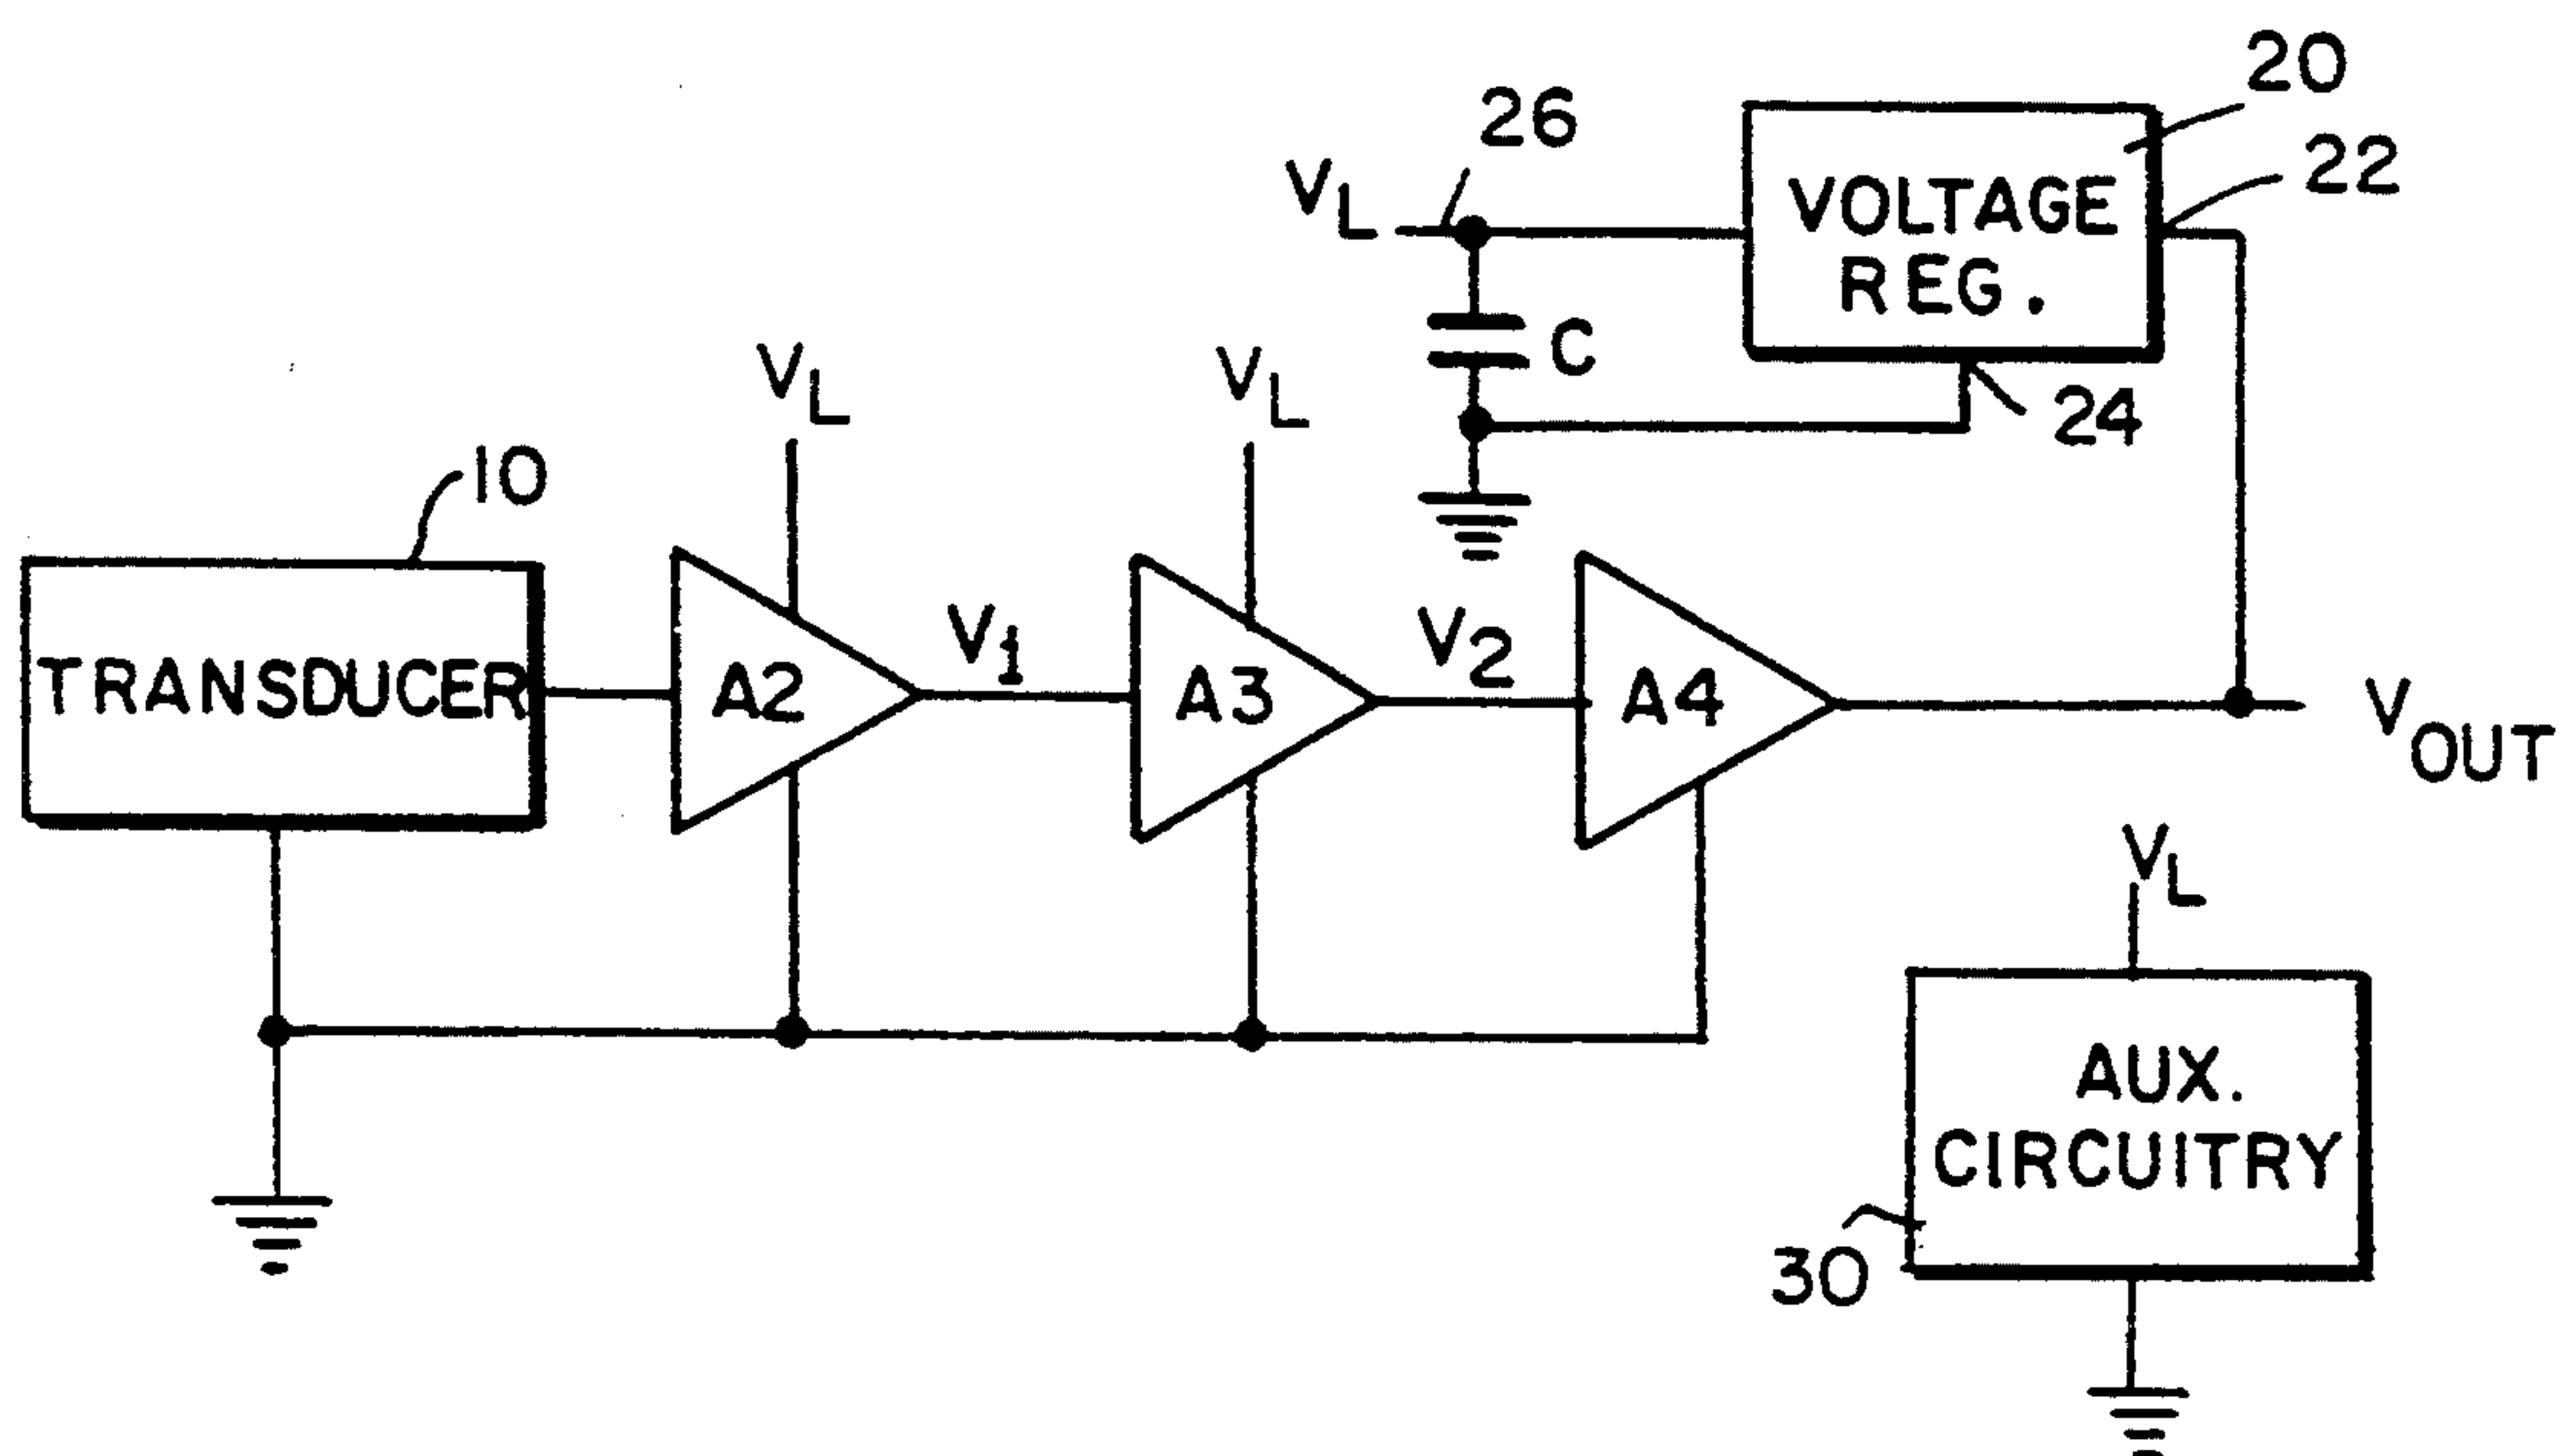 20
26
22
VL
VOLTAGE
REG.
C
VL
VL
24
10
V1
V2
TRANSDUCER
A2
A3
A4
VOUT
VL
AUX.
CIRCUITRY
30